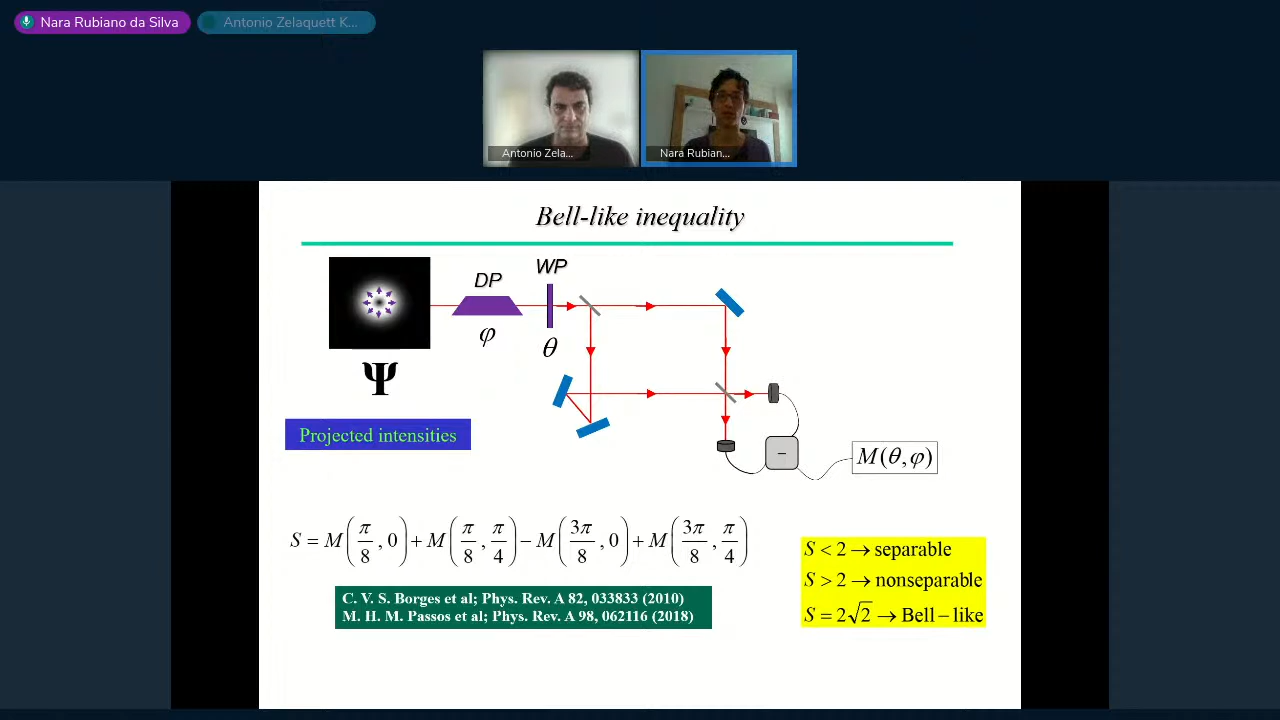 Nara Rubiano da Silva
Antonio Zelaquett K...
Antonio Zela...
Nara Rubian...
Bell-like inequality
DP
WP
φ
θ
Ψ
Projected intensities
−
M(θ,φ)
S = M(π/8, 0) + M(π/8, π/4) − M(3π/8, 0) + M(3π/8, π/4)
S < 2 → separable
S > 2 → nonseparable
S = 2√2 → Bell−like
C. V. S. Borges et al; Phys. Rev. A 82, 033833 (2010)
M. H. M. Passos et al; Phys. Rev. A 98, 062116 (2018)